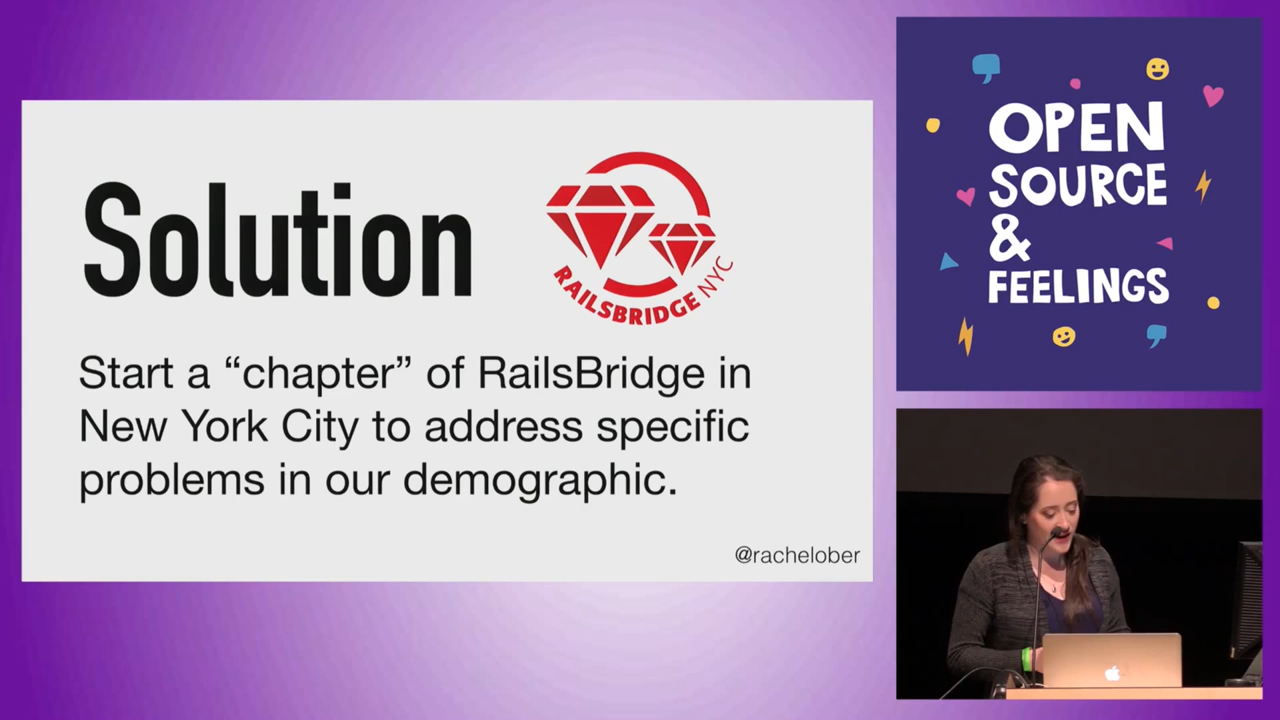 Solution
RAILSBRIDGE NYC
Start a “chapter” of RailsBridge in
New York City to address specific
problems in our demographic.
@rachelober
OPEN
SOURCE
&
FEELINGS